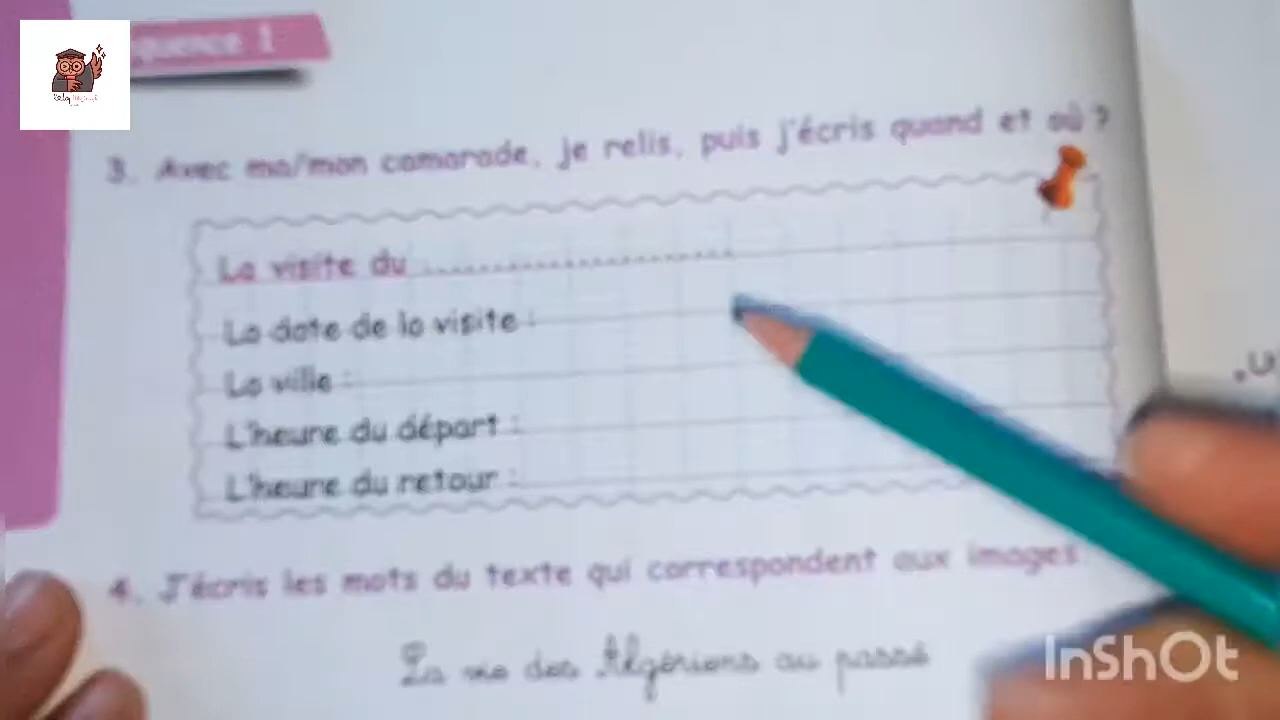 quence 1
3. Avec ma/mon camarade, je relis, puis j'écris quand et où ?
La visite du ..............................
La date de la visite :
La ville :
L'heure du départ :
L'heure du retour :
4. J'écris les mots du texte qui correspondent aux images
La vie des Algériens au passé
InShOt